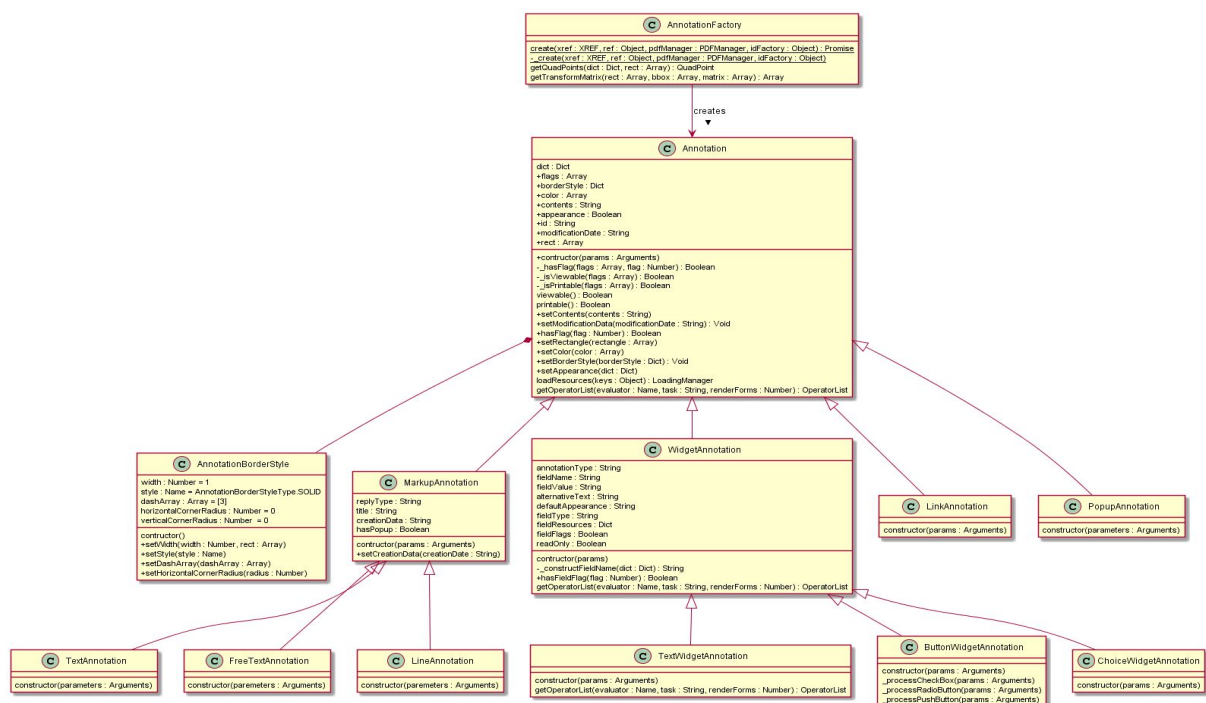 C AnnotationFactory
create(xref : XREF, ref : Object, pdfManager : PDFManager, idFactory : Object) : Promise
-_create(xref : XREF, ref : Object, pdfManager : PDFManager, idFactory : Object)
getQuadPoints(dict : Dict, rect : Array) : QuadPoint
getTransformMatrix(rect : Array, bbox : Array, matrix : Array) : Array
creates
C Annotation
dict : Dict
+flags : Array
+borderStyle : Dict
+color : Array
+contents : String
+appearance : Boolean
+id : String
+modificationDate : String
+rect : Array
+contructor(params : Arguments)
-_hasFlag(flags : Array, flag : Number) : Boolean
-_isViewable(flags : Array) : Boolean
-_isPrintable(flags : Array) : Boolean
viewable() : Boolean
printable() : Boolean
+setContents(contents : String)
+setModificationData(modificationDate : String) : Void
+hasFlag(flag : Number) : Boolean
+setRectangle(rectangle : Array)
+setColor(color : Array)
+setBorderStyle(borderStyle : Dict) : Void
+setAppearance(dict : Dict)
loadResources(keys : Object) : LoadingManager
getOperatorList(evaluator : Name, task : String, renderForms : Number) : OperatorList
C AnnotationBorderStyle
width : Number = 1
style : Name = AnnotationBorderStyleType.SOLID
dashArray : Array = [3]
horizontalCornerRadius : Number = 0
verticalCornerRadius : Number = 0
contructor()
+setWidth(width : Number, rect : Array)
+setStyle(style : Name)
+setDashArray(dashArray : Array)
+setHorizontalCornerRadius(radius : Number)
C MarkupAnnotation
replyType : String
title : String
creationData : String
hasPopup : Boolean
contructor(params : Arguments)
+setCreationData(creationDate : String)
C WidgetAnnotation
annotationType : String
fieldName : String
fieldValue : String
alternativeText : String
defaultAppearance : String
fieldType : String
fieldResources : Dict
fieldFlags : Boolean
readOnly : Boolean
contructor(params)
-_constructFieldName(dict : Dict) : String
+hasFieldFlag(flag : Number) : Boolean
getOperatorList(evaluator : Name, task : String, renderForms : Number) : OperatorList
C LinkAnnotation
constructor(params : Arguments)
C PopupAnnotation
constructor(parameters : Arguments)
C TextAnnotation
constructor(parameters : Arguments)
C FreeTextAnnotation
constructor(paremeters : Arguments)
C LineAnnotation
constructor(paremeters : Arguments)
C TextWidgetAnnotation
constructor(params : Arguments)
getOperatorList(evaluator : Name, task : String, renderForms : Number) : OperatorList
C ButtonWidgetAnnotation
constructor(params : Arguments)
_processCheckBox(params : Arguments)
_processRadioButton(params : Arguments)
_processPushButton(params : Arguments)
C ChoiceWidgetAnnotation
constructor(params : Arguments)